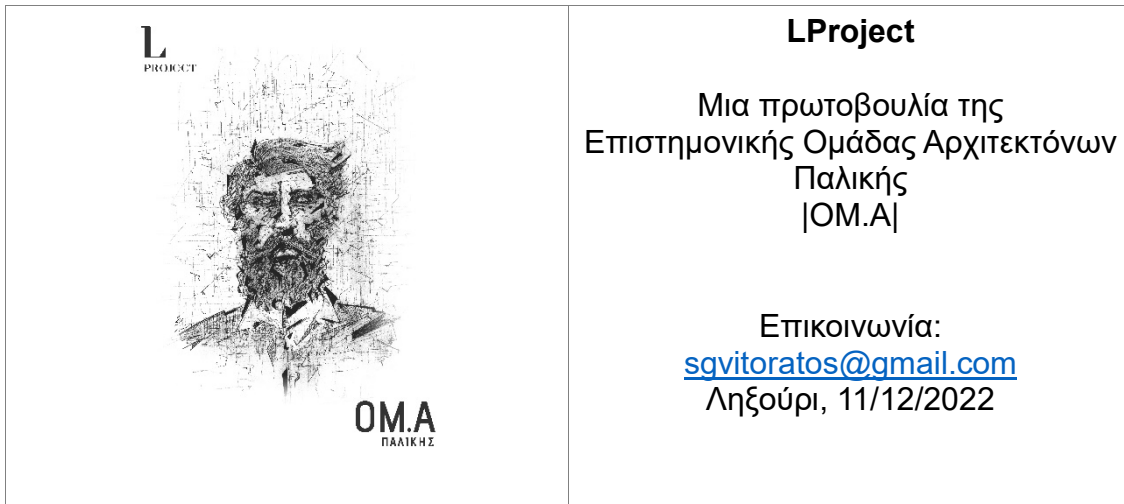 L
PROJECT
OM.A
ΠΑΛΙΚΗΣ
LProject
Μια πρωτοβουλία της
Επιστημονικής Ομάδας Αρχιτεκτόνων
Παλικής
|ΟΜ.Α|
Επικοινωνία:
sgvitoratos@gmail.com
Ληξούρι, 11/12/2022